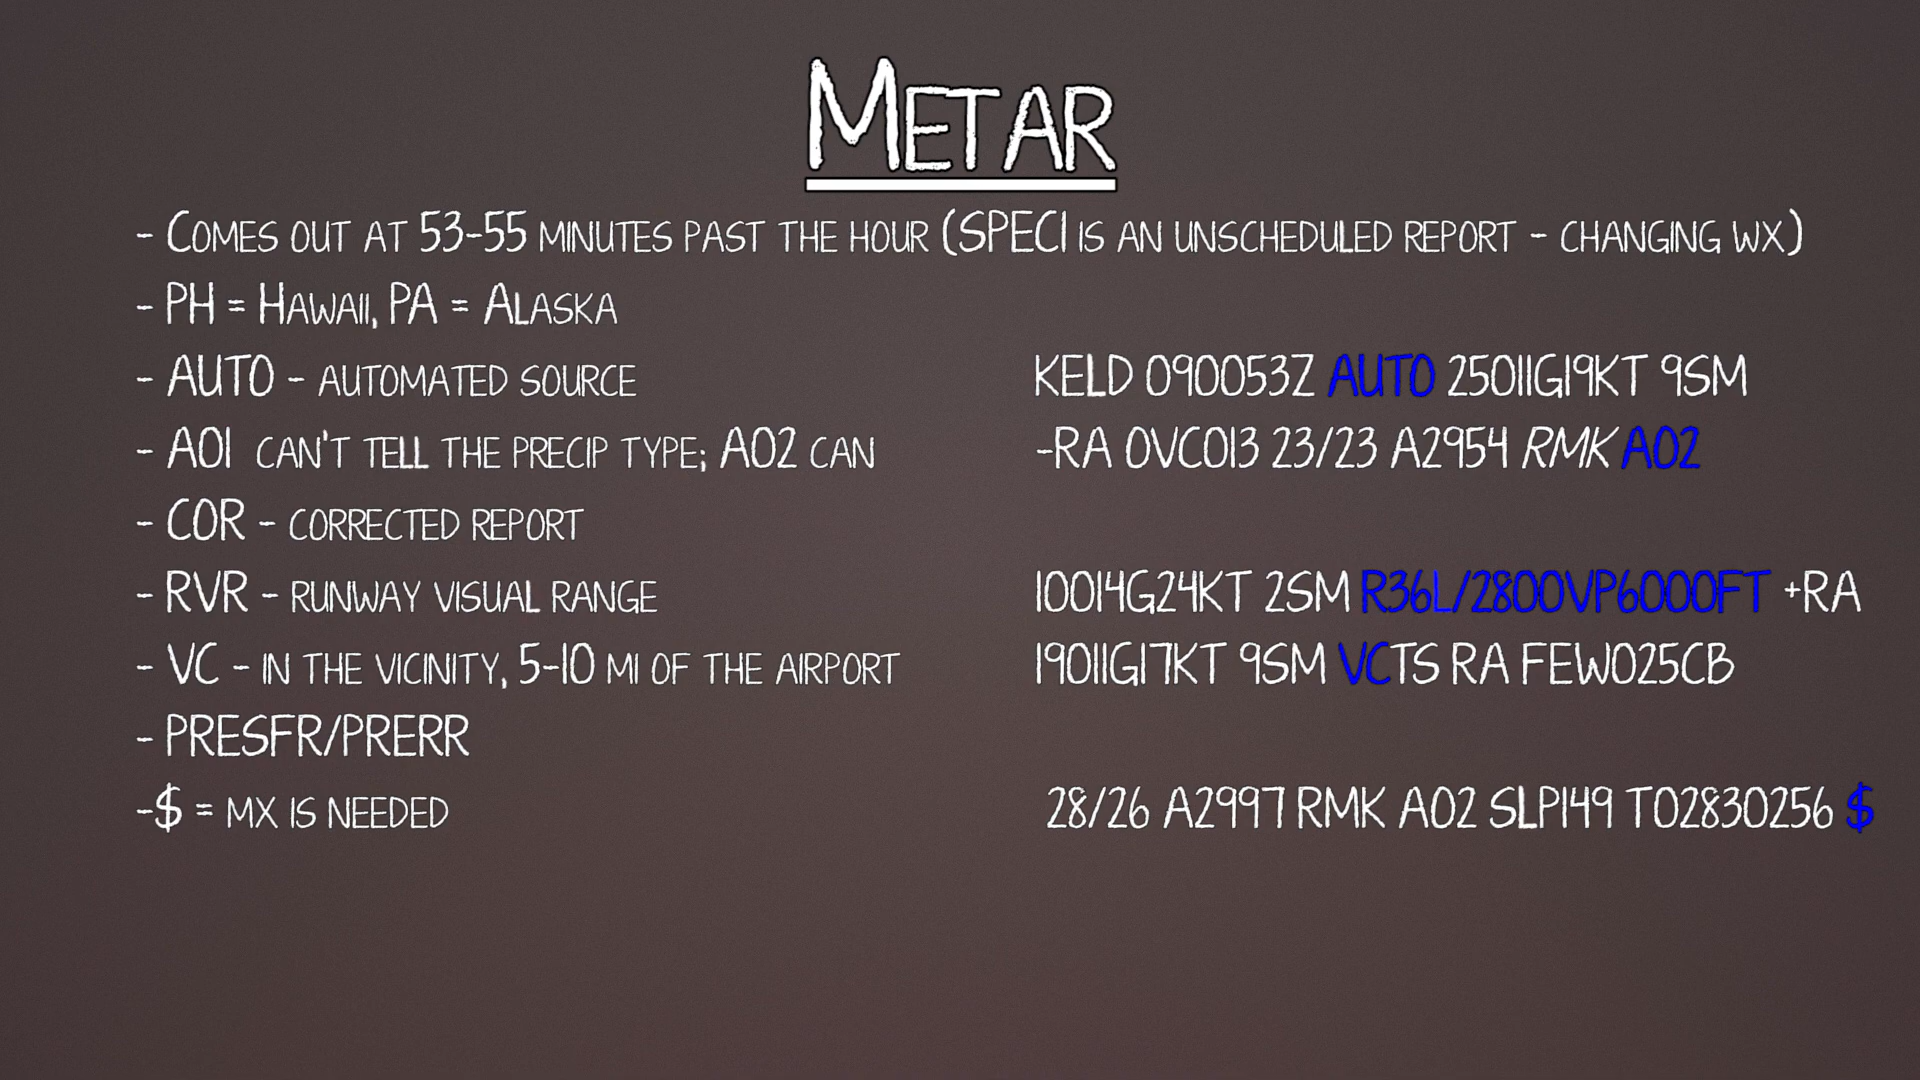 METAR
- COMES OUT AT 53-55 MINUTES PAST THE HOUR (SPECI IS AN UNSCHEDULED REPORT - CHANGING WX)
- PH = HAWAII, PA = ALASKA
- AUTO - AUTOMATED SOURCE
KELD 090053Z AUTO 25011G19KT 9SM
- AO1 CAN'T TELL THE PRECIP TYPE; AO2 CAN
-RA OVC013 23/23 A2954 RMK AO2
- COR - CORRECTED REPORT
- RVR - RUNWAY VISUAL RANGE
10014G24KT 2SM R36L/2800VP6000FT +RA
- VC - IN THE VICINITY, 5-10 MI OF THE AIRPORT
19011G17KT 9SM VCTS RA FEW025CB
- PRESFR/PRERR
-$ = MX IS NEEDED
28/26 A2997 RMK AO2 SLP149 T02830256 $